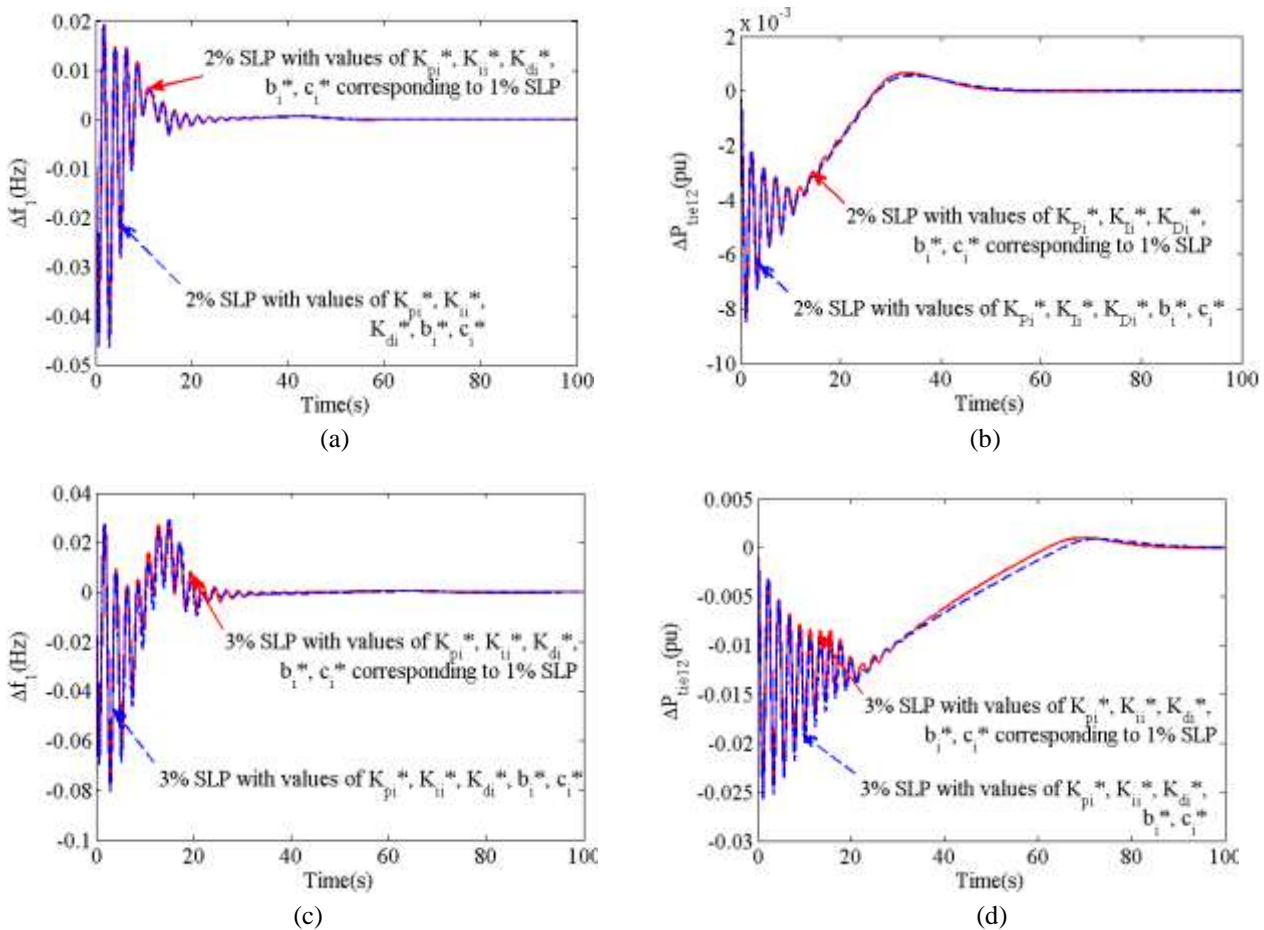 0.02
0.01
0
-0.01
-0.02
-0.03
-0.04
-0.05
Δf₁(Hz)
2% SLP with values of Kpi*, Kii*, Kdi*,
bi*, ci* corresponding to 1% SLP
2% SLP with values of Kpi*, Kii*,
Kdi*, bi*, ci*
0 20 40 60 80 100
Time(s)
(a)
x 10⁻³
2
0
-2
-4
-6
-8
-10
ΔPtie12(pu)
2% SLP with values of KPi*, KIi*, KDi*,
bi*, ci* corresponding to 1% SLP
2% SLP with values of KPi*, KIi*, KDi*, bi*, ci*
0 20 40 60 80 100
Time(s)
(b)
0.04
0.02
0
-0.02
-0.04
-0.06
-0.08
-0.1
Δf₁(Hz)
3% SLP with values of Kpi*, Kii*, Kdi*,
bi*, ci* corresponding to 1% SLP
3% SLP with values of Kpi*, Kii*, Kdi*, bi*, ci*
0 20 40 60 80 100
Time(s)
(c)
0.005
0
-0.005
-0.01
-0.015
-0.02
-0.025
-0.03
ΔPtie12(pu)
3% SLP with values of Kpi*, Kii*, Kdi*,
bi*, ci* corresponding to 1% SLP
3% SLP with values of Kpi*, Kii*, Kdi*,
bi*, ci*
0 20 40 60 80 100
Time(s)
(d)